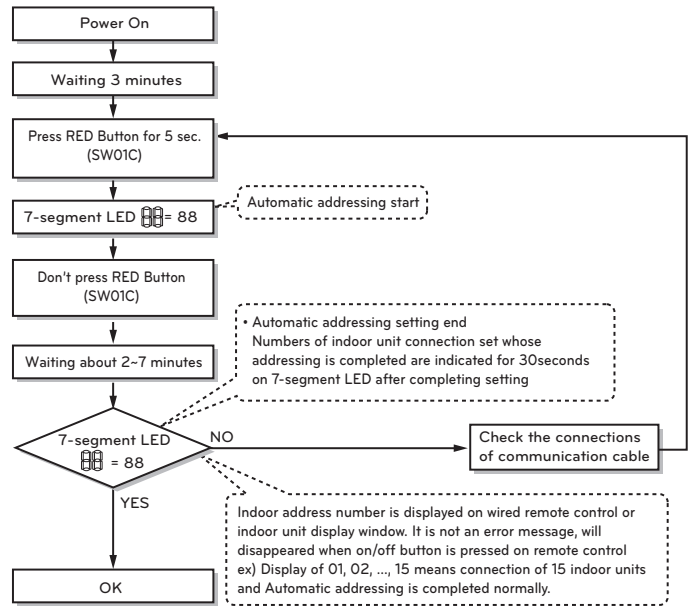 Power On
Waiting 3 minutes
Press RED Button for 5 sec.
(SW01C)
7-segment LED 88= 88
Automatic addressing start
Don't press RED Button
(SW01C)
• Automatic addressing setting end
Numbers of indoor unit connection set whose
addressing is completed are indicated for 30seconds
on 7-segment LED after completing setting
Waiting about 2~7 minutes
7-segment LED
88 = 88
NO
Check the connections
of communication cable
YES
Indoor address number is displayed on wired remote control or
indoor unit display window. It is not an error message, will
disappeared when on/off button is pressed on remote control
ex) Display of 01, 02, ..., 15 means connection of 15 indoor units
and Automatic addressing is completed normally.
OK